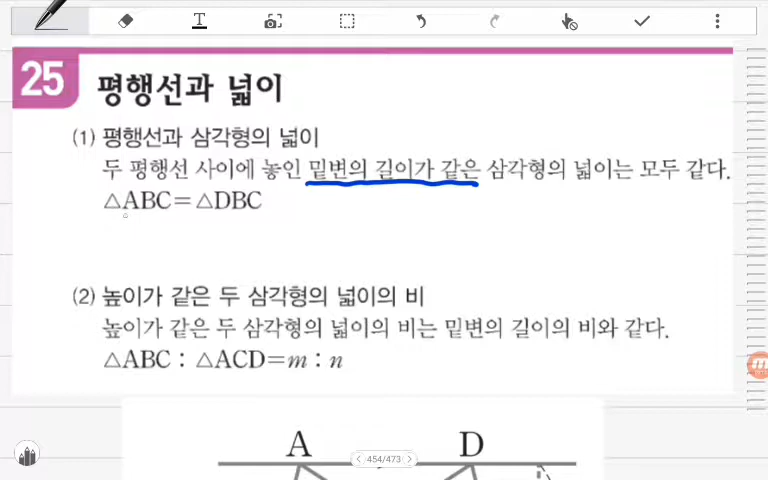 T
25 평행선과 넓이
(1) 평행선과 삼각형의 넓이
두 평행선 사이에 놓인 밑변의 길이가 같은 삼각형의 넓이는 모두 같다.
△ABC=△DBC
(2) 높이가 같은 두 삼각형의 넓이의 비
높이가 같은 두 삼각형의 넓이의 비는 밑변의 길이의 비와 같다.
△ABC : △ACD=m : n
A D
454/473